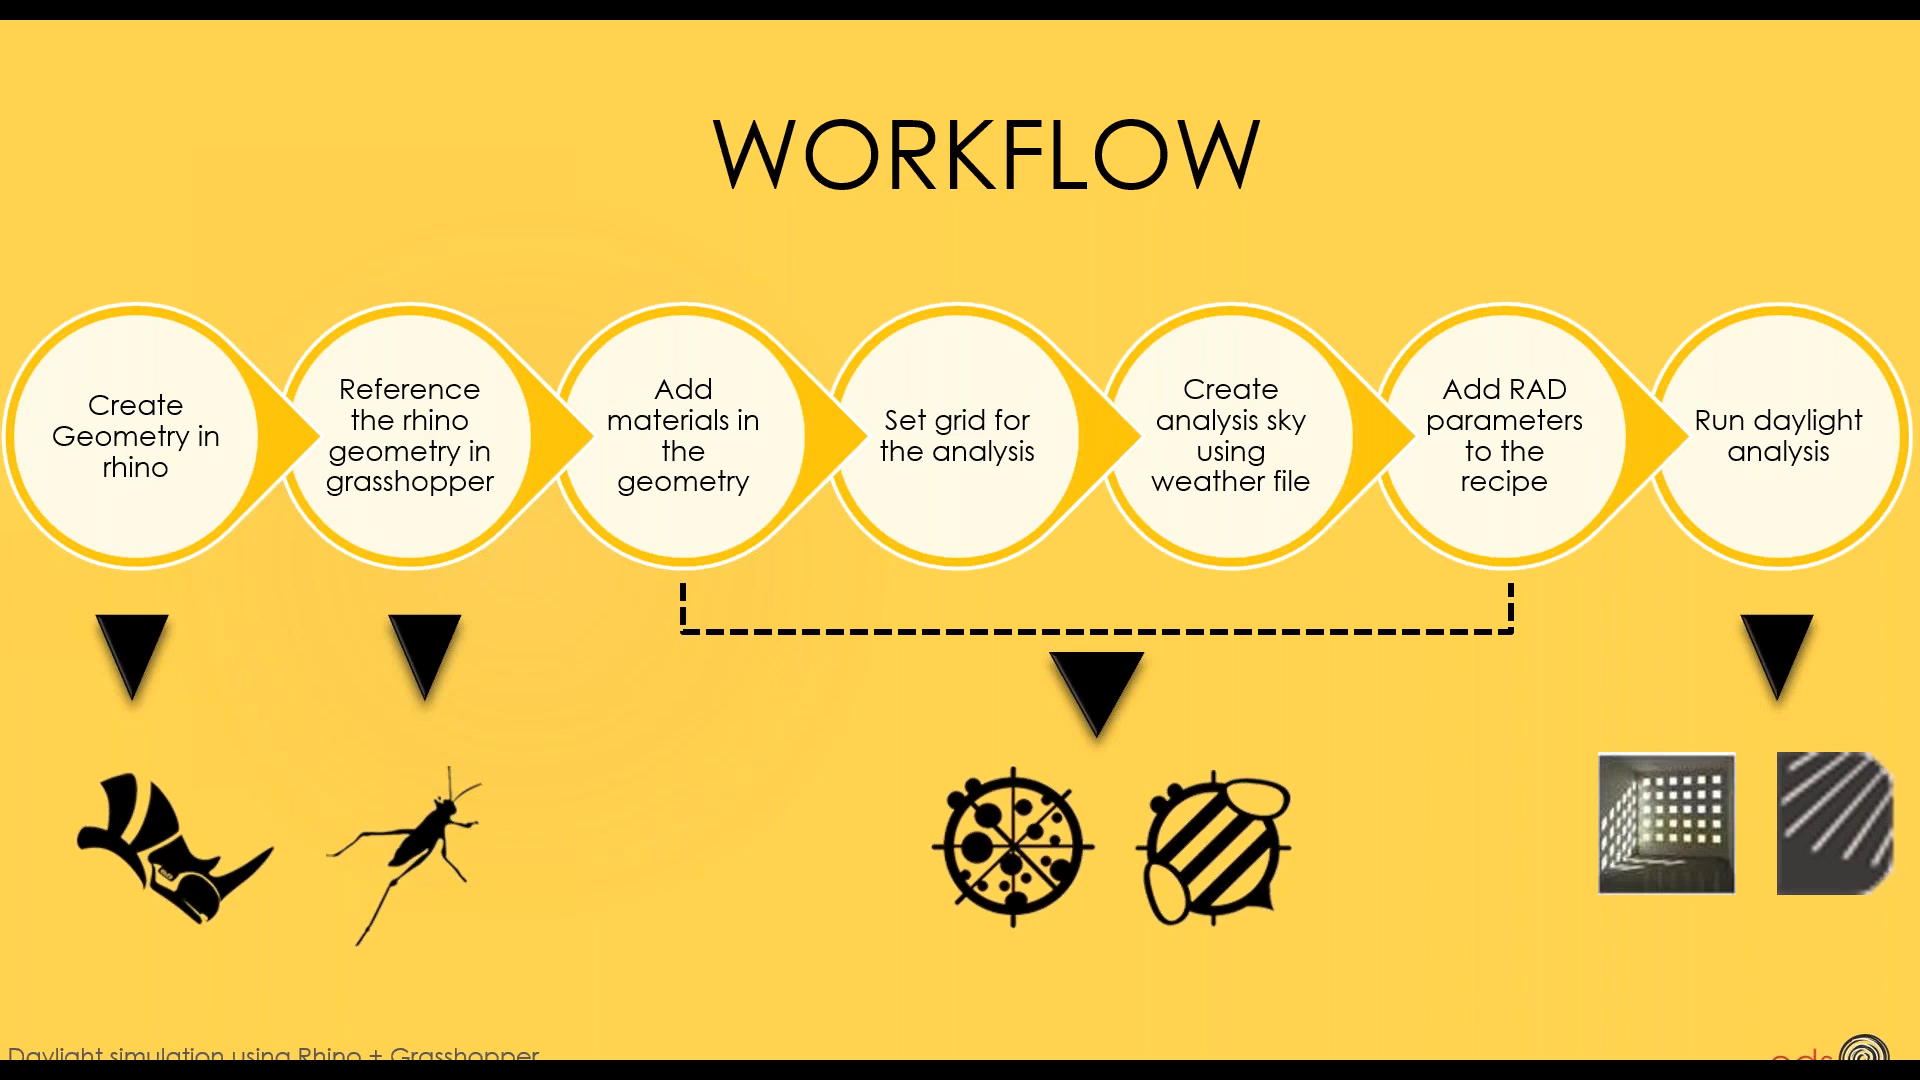 WORKFLOW
Create
Geometry in
rhino
Reference
the rhino
geometry in
grasshopper
Add
materials in
the
geometry
Set grid for
the analysis
Create
analysis sky
using
weather file
Add RAD
parameters
to the
recipe
Run daylight
analysis
Daylight simulation using Rhino + Grasshopper
eds